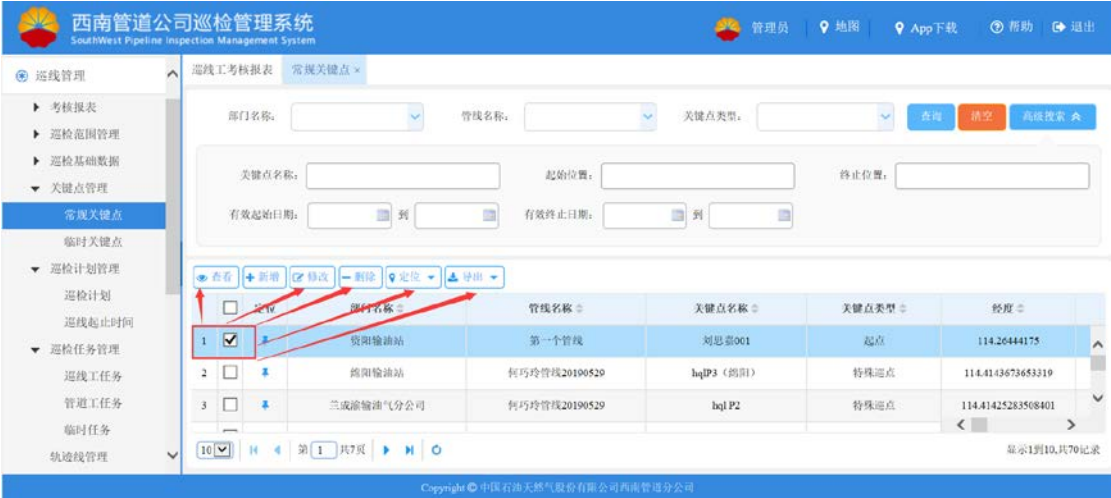 西南管道公司巡检管理系统
SouthWest Pipeline Inspection Management System
管理员 地图 App下载 帮助 退出
巡线管理
考核报表
巡检范围管理
巡检基础数据
关键点管理
常规关键点
临时关键点
巡检计划管理
巡检计划
巡线起止时间
巡检任务管理
巡线工任务
管道工任务
临时任务
轨迹线管理
巡线工考核报表 常规关键点 ×
部门名称: 管线名称: 关键点类型: 查询 清空 高级搜索
关键点名称: 起始位置: 终止位置:
有效起始日期: 到 有效终止日期: 到
查看 新增 修改 删除 定位 导出
定位 部门名称 管线名称 关键点名称 关键点类型 经度
1 资阳输油站 第一个管线 刘思嘉001 起点 114.26444175
2 绵阳输油站 何巧玲管线20190529 hqlP3（绵阳） 特殊巡点 114.4143673653319
3 兰成渝输油气分公司 何巧玲管线20190529 hql P2 特殊巡点 114.41425283508401
10 第 1 共7页 显示1到10,共70记录
Copyright © 中国石油天然气股份有限公司西南管道分公司